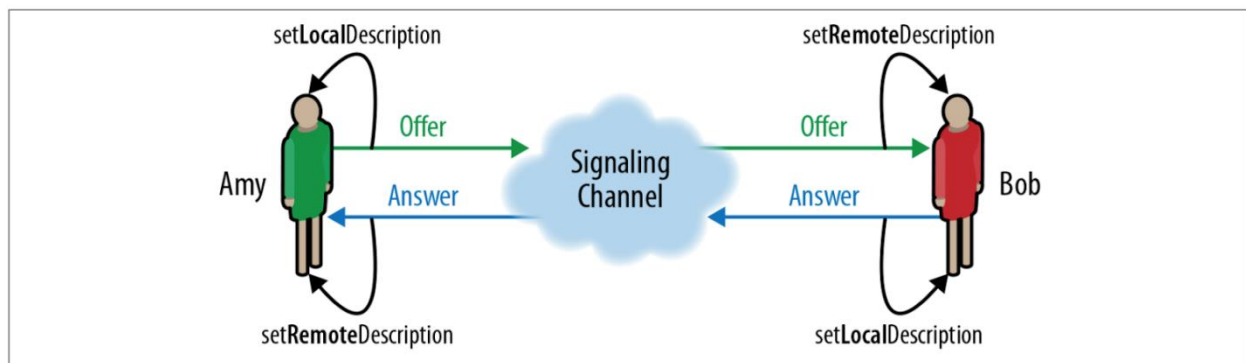 setLocalDescription
setRemoteDescription
Offer
Offer
Signaling
Channel
Amy
Bob
Answer
Answer
setRemoteDescription
setLocalDescription